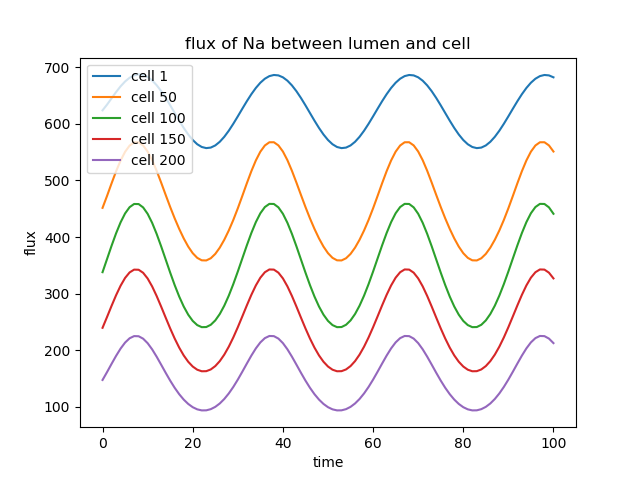 flux of Na between lumen and cell
cell 1
cell 50
cell 100
cell 150
cell 200
flux
700
600
500
400
300
200
100
0 20 40 60 80 100
time